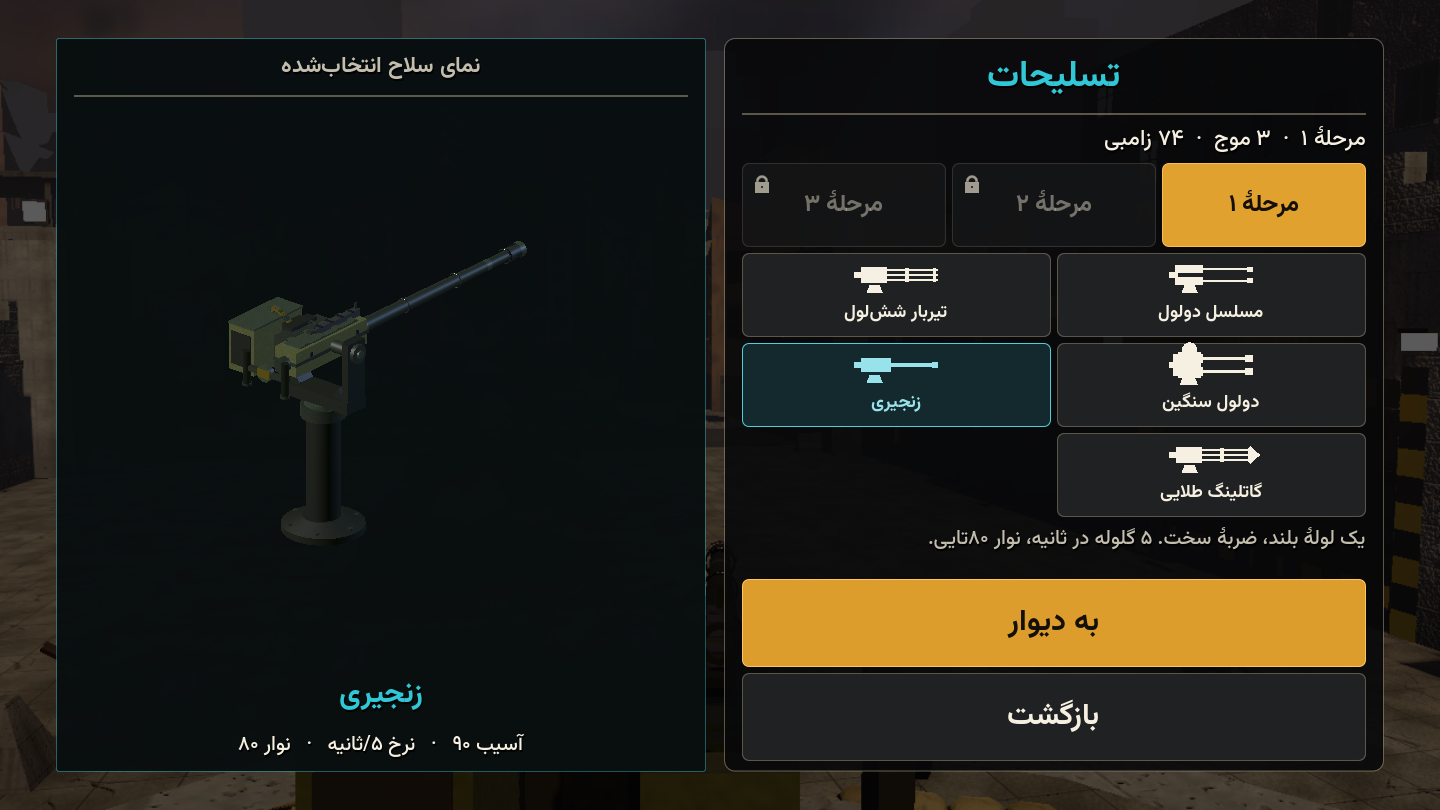 تسلیحات
مرحلهٔ ۱ · ۳ موج · ۷۴ زامبی
مرحلهٔ ۱
مرحلهٔ ۲
مرحلهٔ ۳
مسلسل دولول
تیربار شش‌لول
دولول سنگین
زنجیری
گاتلینگ طلایی
یک لولهٔ بلند، ضربهٔ سخت. ۵ گلوله در ثانیه، نوار ۸۰تایی.
به دیوار
بازگشت
نمای سلاح انتخاب‌شده
زنجیری
آسیب ۹۰ · نرخ ۵/ثانیه · نوار ۸۰